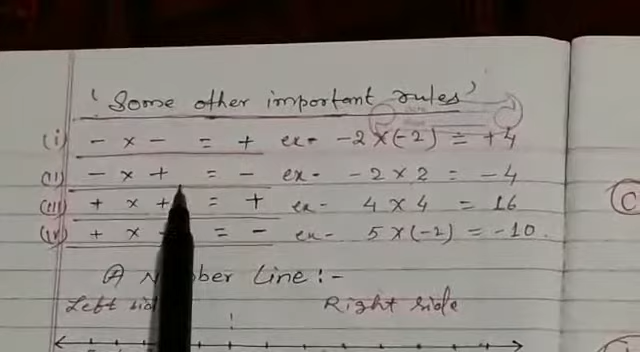 'Some other important rules'
(i) - × - = + ex- -2×(-2) = +4
(ii) - × + = - ex- -2×2 = -4
(iii) + × + = + ex- 4×4 = 16
(iv) + × = - ex- 5×(-2) = -10.
Line :-
Left Right side